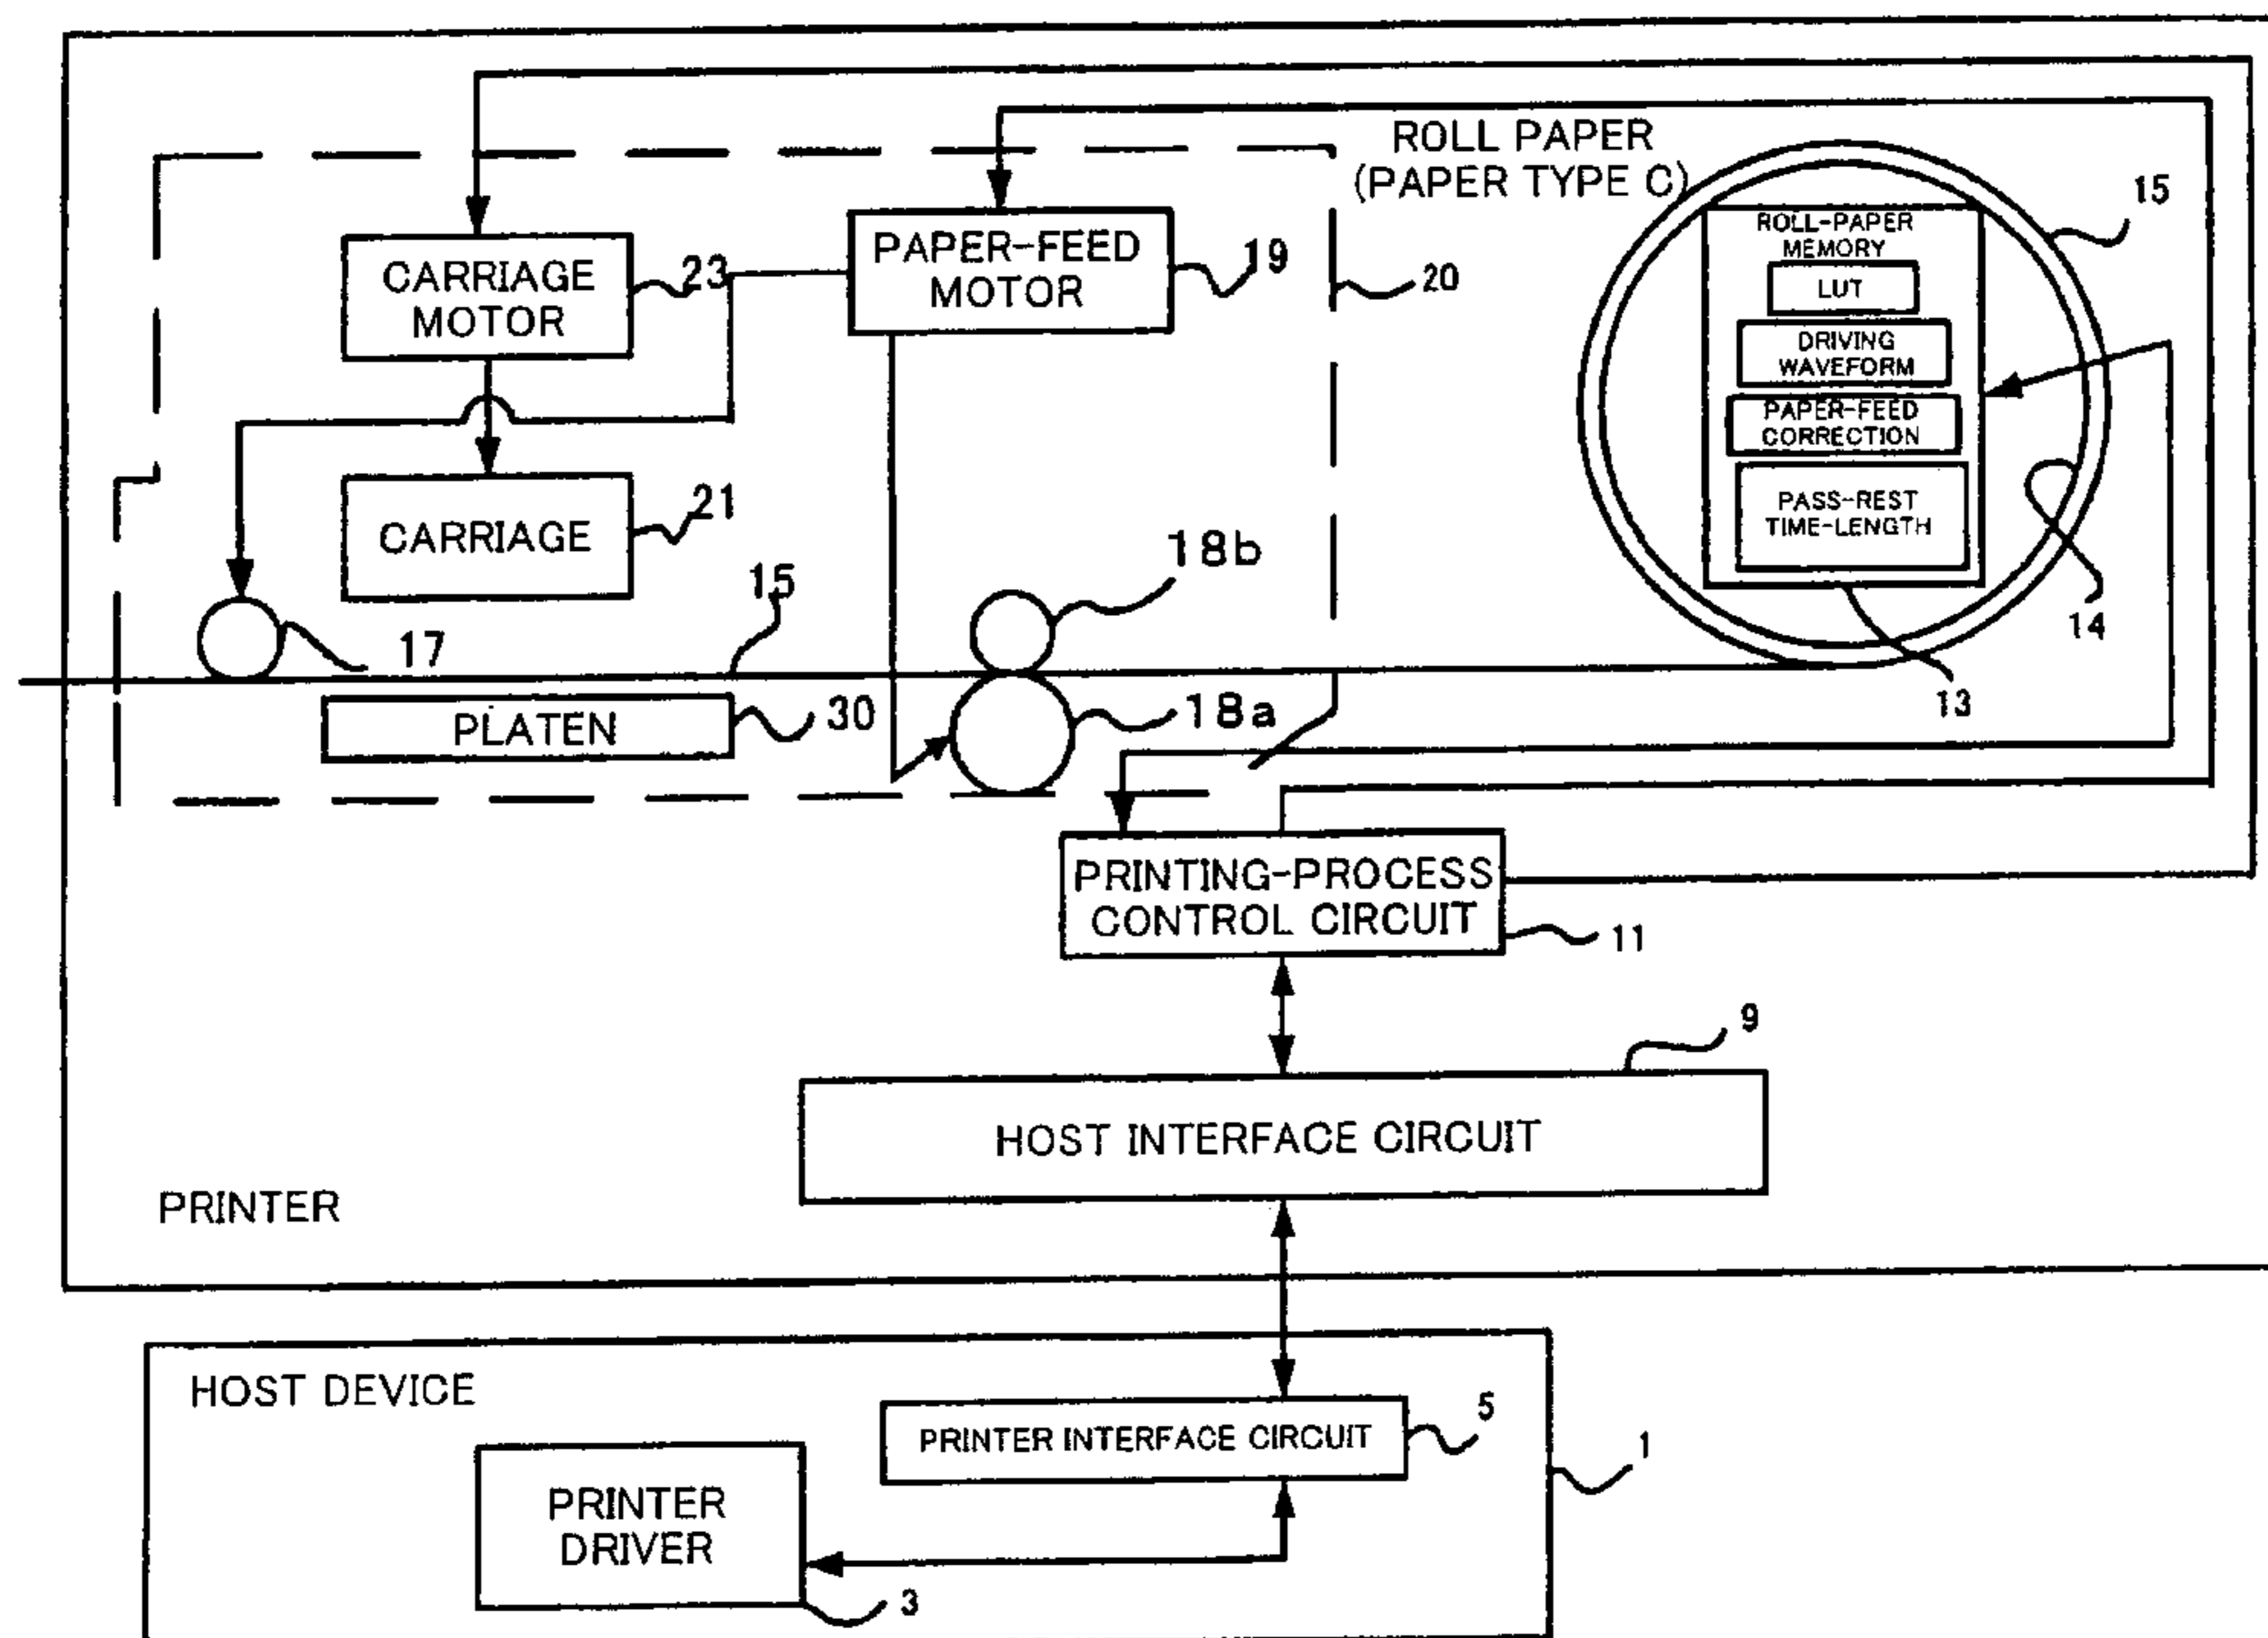 ROLL PAPER
(PAPER TYPE C)
15
ROLL-PAPER
MEMORY
LUT
DRIVING
WAVEFORM
PAPER-FEED
CORRECTION
PASS-REST
TIME-LENGTH
14
13
CARRIAGE
MOTOR
23
PAPER-FEED
MOTOR
19
20
CARRIAGE
21
18b
15
17
18a
PLATEN
30
PRINTING-PROCESS
CONTROL CIRCUIT
11
9
HOST INTERFACE CIRCUIT
PRINTER
HOST DEVICE
5
PRINTER INTERFACE CIRCUIT
1
PRINTER
DRIVER
3